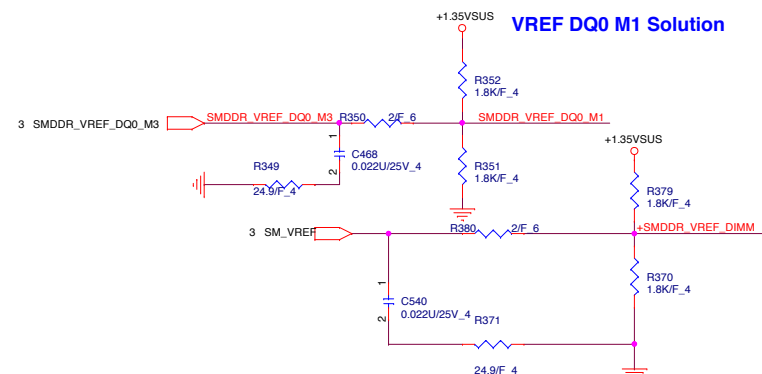 +1.35VSUS
VREF DQ0 M1 Solution
R352
1.8K/F_4
3 SMDDR_VREF_DQ0_M3
SMDDR_VREF_DQ0_M3
R350
2/F_6
SMDDR_VREF_DQ0_M1
1
C468
0.022U/25V_4
2
R349
24.9/F_4
R351
1.8K/F_4
+1.35VSUS
R379
1.8K/F_4
3 SM_VREF
R380
2/F_6
+SMDDR_VREF_DIMM
R370
1.8K/F_4
1
C540
0.022U/25V_4
2
R371
24.9/F_4